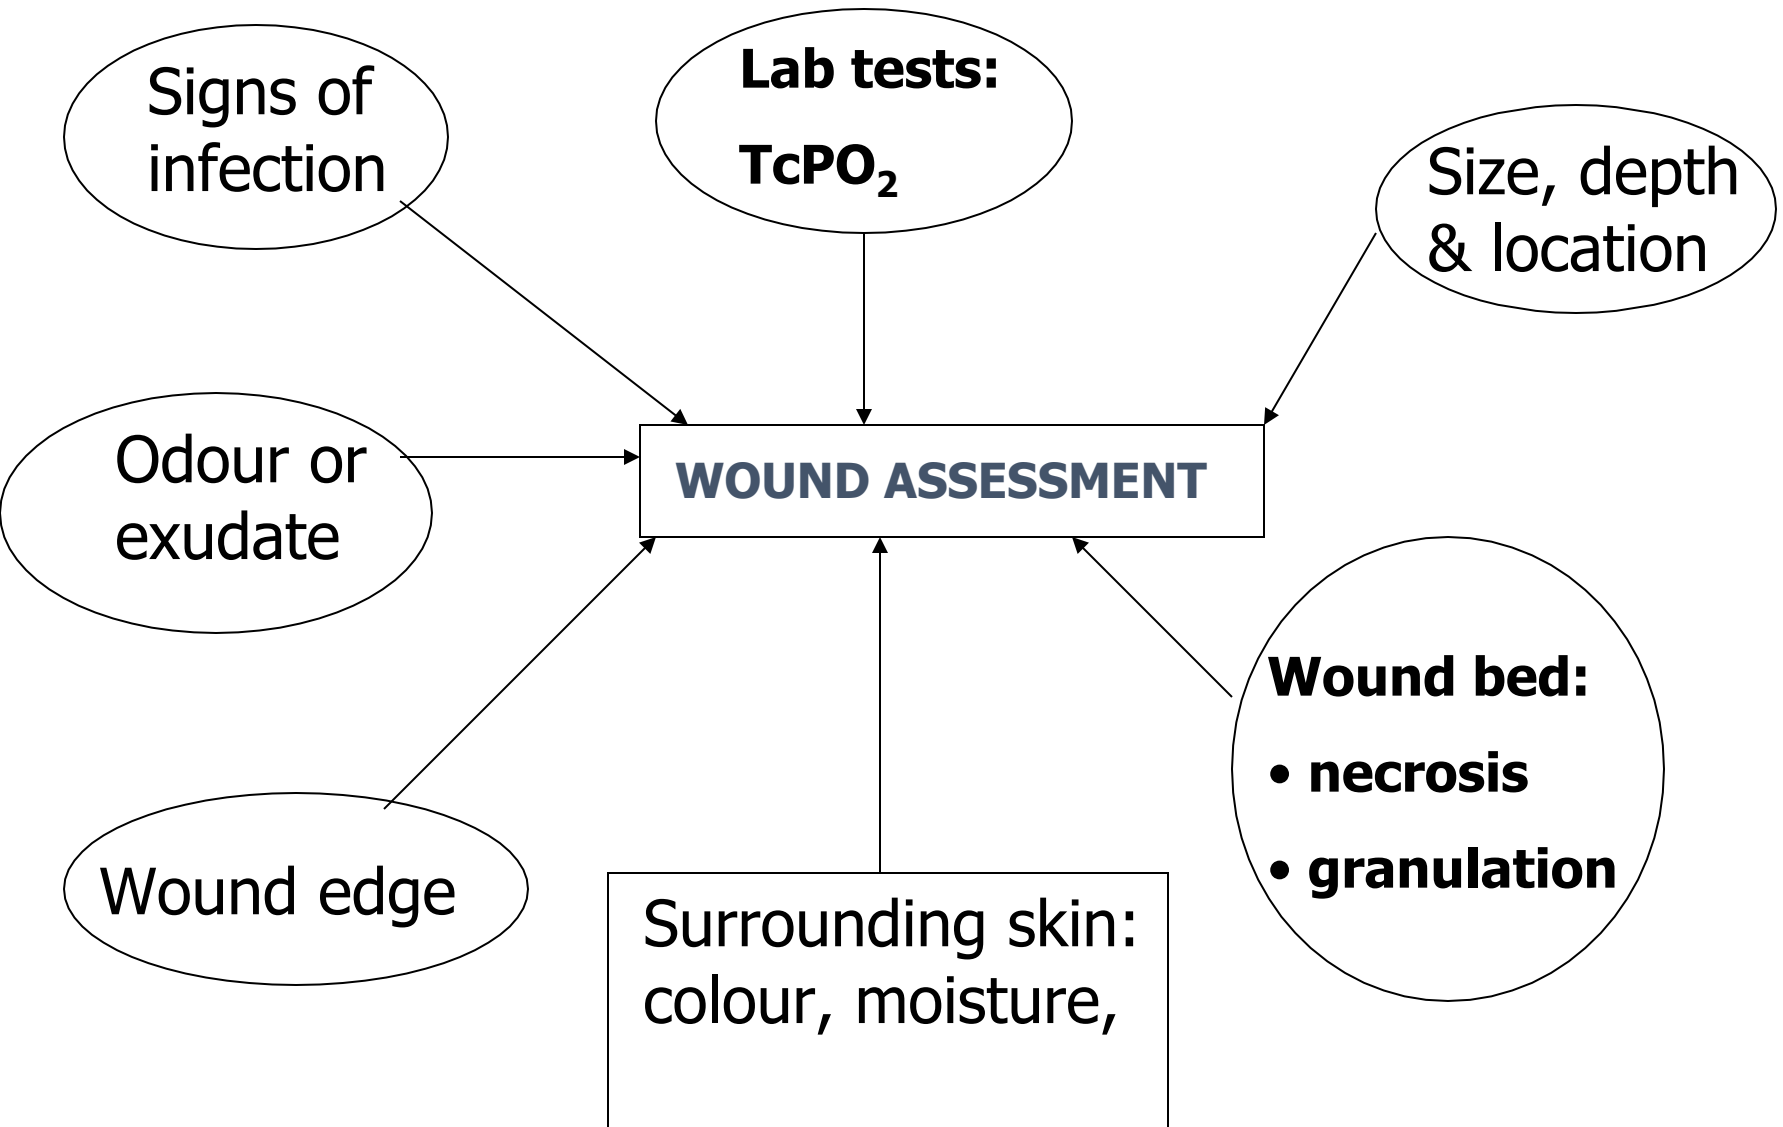 Signs of
infection
Lab tests:
TcPO₂
Size, depth
& location
Odour or
exudate
WOUND ASSESSMENT
Wound bed:
• necrosis
• granulation
Wound edge
Surrounding skin:
colour, moisture,